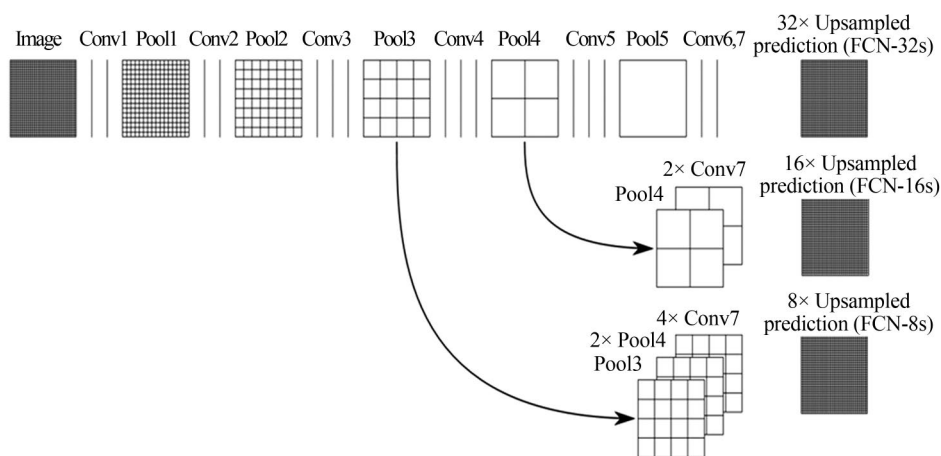 Image Conv1 Pool1 Conv2 Pool2 Conv3 Pool3 Conv4 Pool4 Conv5 Pool5 Conv6,7
32× Upsampled
prediction (FCN-32s)
2× Conv7
Pool4
16× Upsampled
prediction (FCN-16s)
4× Conv7
2× Pool4
Pool3
8× Upsampled
prediction (FCN-8s)